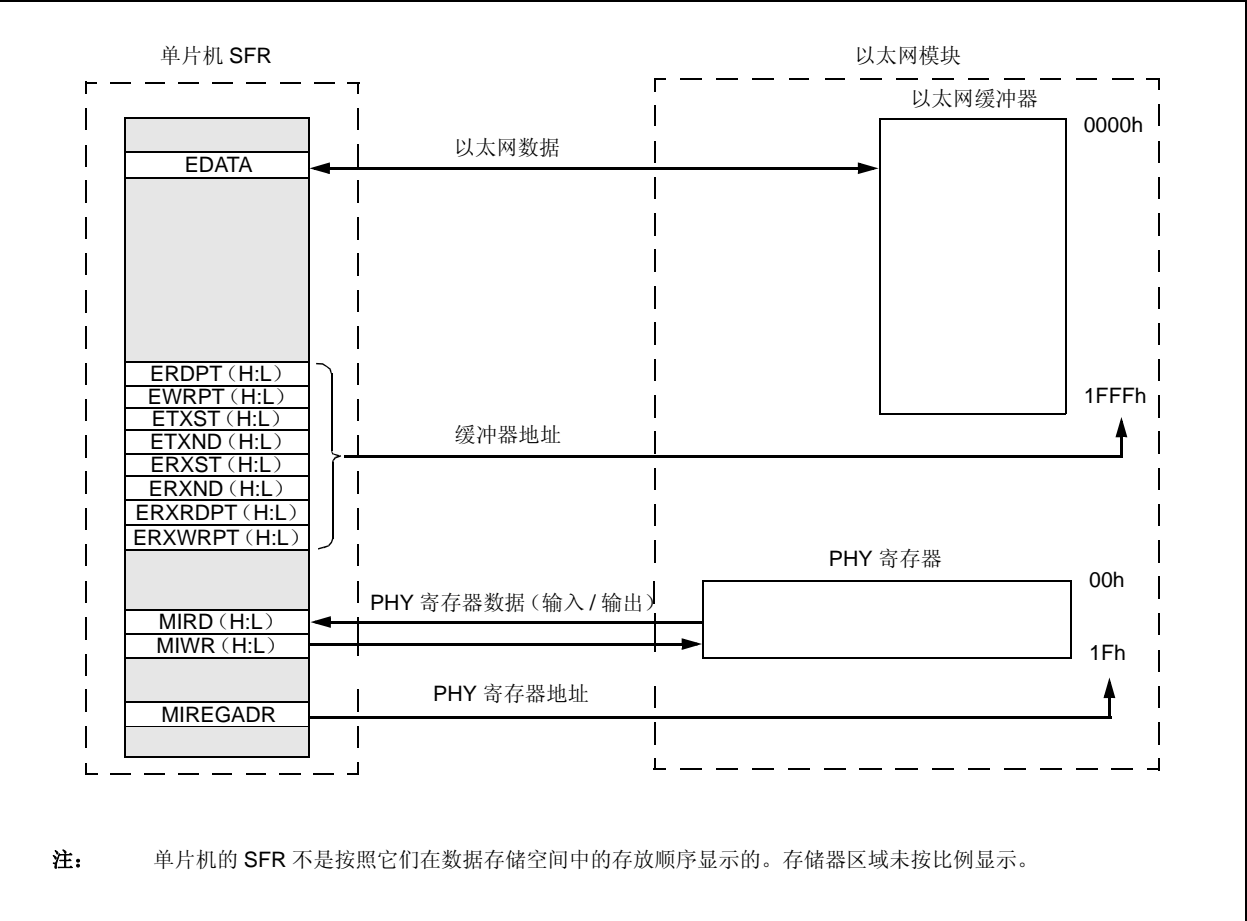 单片机 SFR
以太网模块
以太网缓冲器
0000h
以太网数据
EDATA
ERDPT（H:L）
EWRPT（H:L）
ETXST（H:L）
ETXND（H:L）
ERXST（H:L）
ERXND（H:L）
ERXRDPT（H:L）
ERXWRPT（H:L）
1FFFh
缓冲器地址
PHY 寄存器
00h
PHY 寄存器数据（输入 / 输出）
MIRD（H:L）
MIWR（H:L）
1Fh
PHY 寄存器地址
MIREGADR
注： 单片机的 SFR 不是按照它们在数据存储空间中的存放顺序显示的。存储器区域未按比例显示。